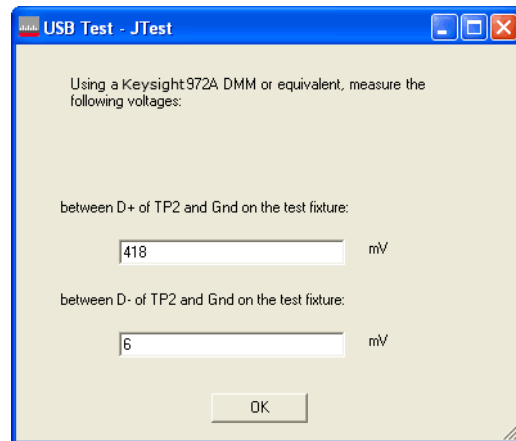 USB Test - JTest
Using a Keysight 972A DMM or equivalent, measure the
following voltages:
between D+ of TP2 and Gnd on the test fixture:
418 mV
between D- of TP2 and Gnd on the test fixture:
6 mV
OK